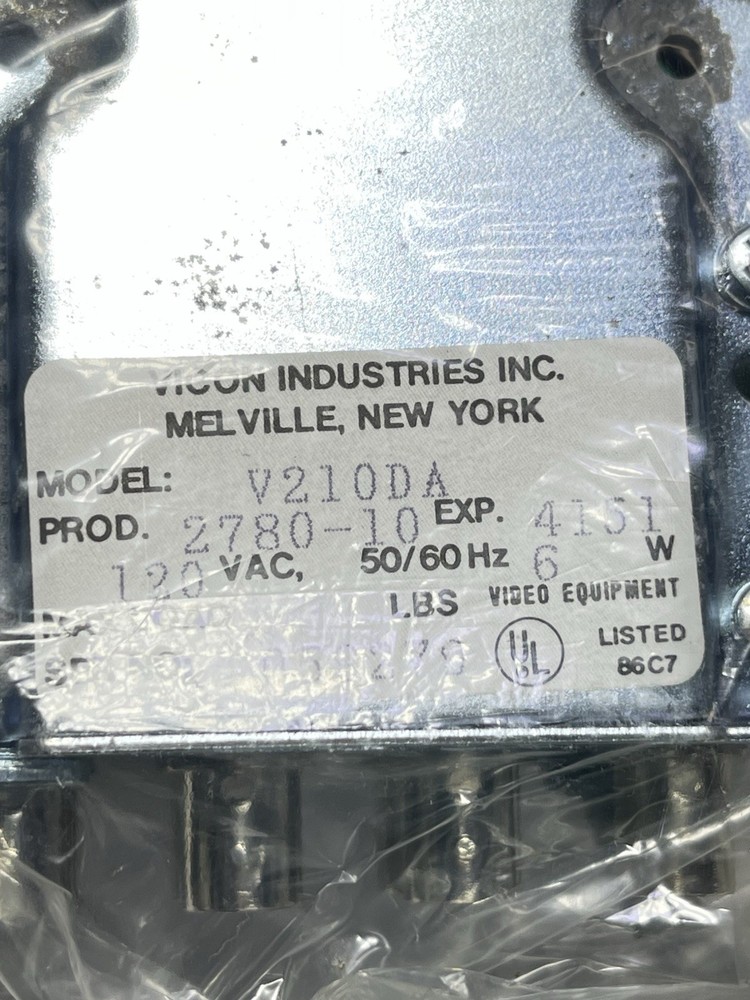 VICON INDUSTRIES INC.
MELVILLE, NEW YORK
MODEL: V210DA
PROD. 2780-10 EXP. 4151
120 VAC, 50/60 Hz 6 W
LBS VIDEO EQUIPMENT
UL LISTED
86C7